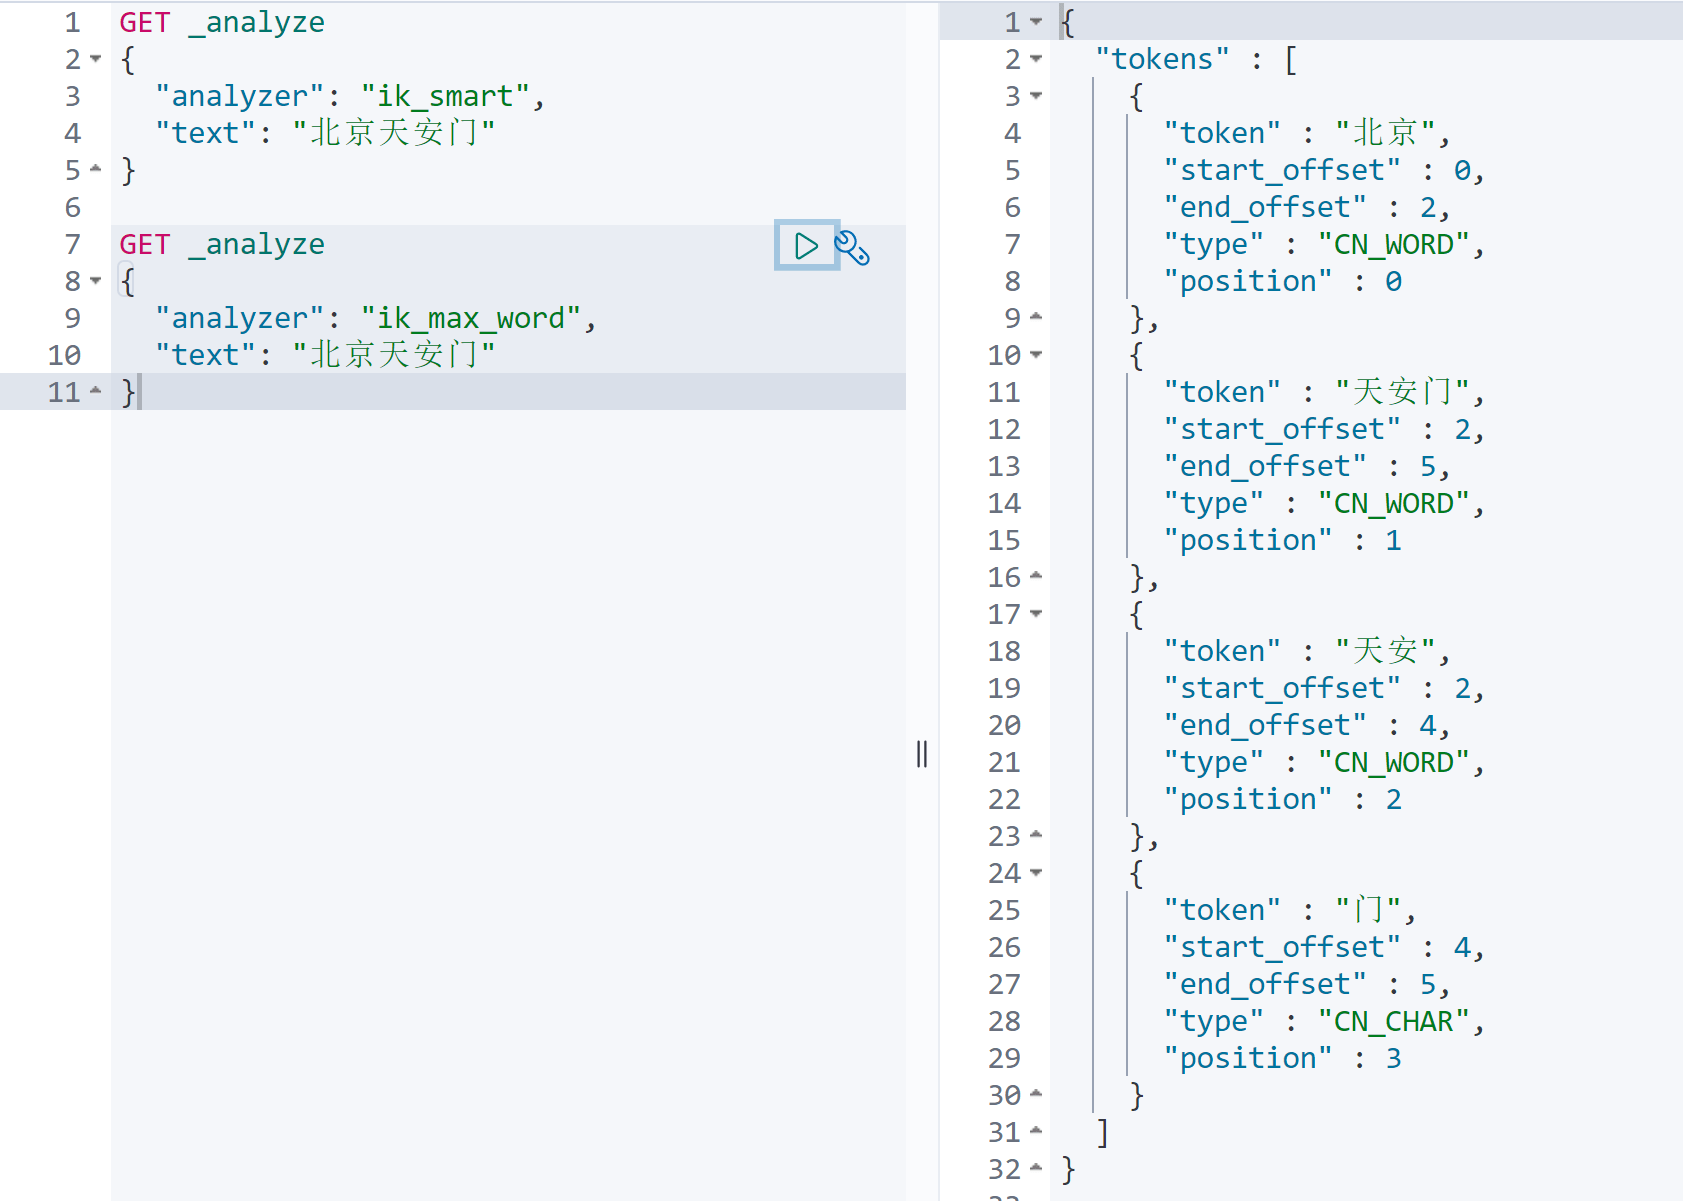 1 GET _analyze
2 {
3 "analyzer": "ik_smart",
4 "text": "北京天安门"
5 }
6
7 GET _analyze
8 {
9 "analyzer": "ik_max_word",
10 "text": "北京天安门"
11 }
1 {
2 "tokens" : [
3 {
4 "token" : "北京",
5 "start_offset" : 0,
6 "end_offset" : 2,
7 "type" : "CN_WORD",
8 "position" : 0
9 },
10 {
11 "token" : "天安门",
12 "start_offset" : 2,
13 "end_offset" : 5,
14 "type" : "CN_WORD",
15 "position" : 1
16 },
17 {
18 "token" : "天安",
19 "start_offset" : 2,
20 "end_offset" : 4,
21 "type" : "CN_WORD",
22 "position" : 2
23 },
24 {
25 "token" : "门",
26 "start_offset" : 4,
27 "end_offset" : 5,
28 "type" : "CN_CHAR",
29 "position" : 3
30 }
31 ]
32 }